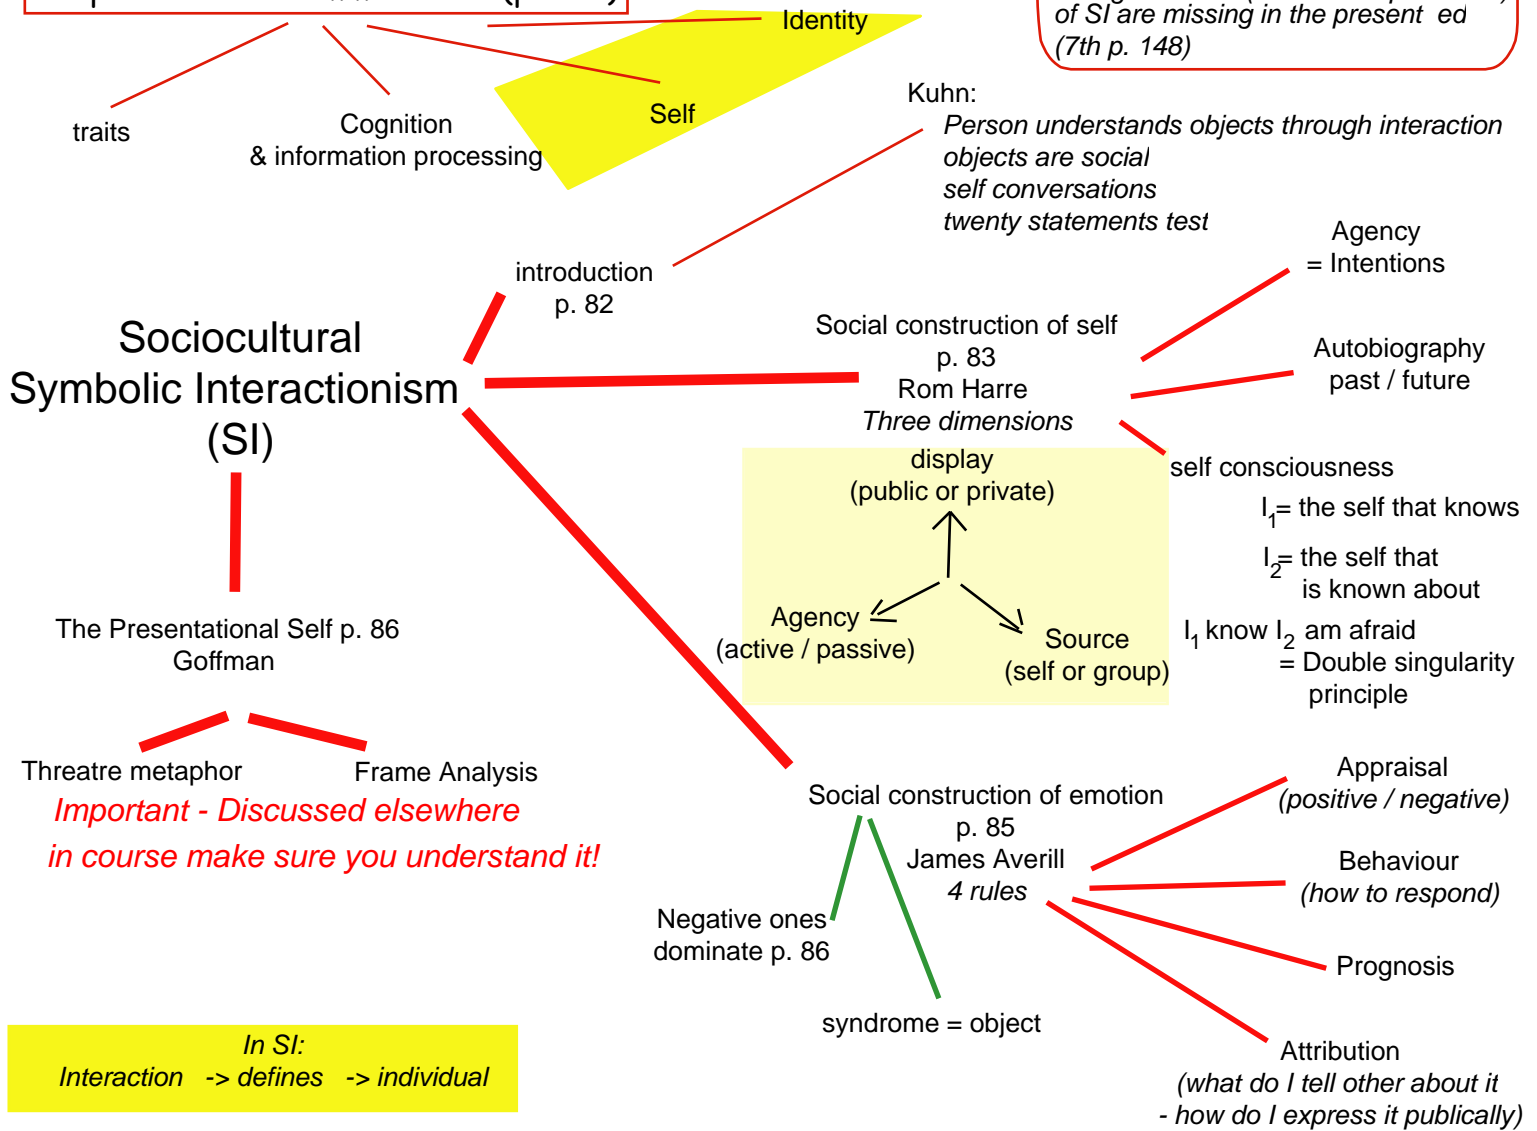 Identity
of SI are missing in the present ed
(7th p. 148)
traits
Cognition
& information processing
Self
Kuhn:
Person understands objects through interaction
objects are social
self conversations
twenty statements test
introduction
p. 82
Sociocultural
Symbolic Interactionism
(SI)
Social construction of self
p. 83
Rom Harre
Three dimensions
Agency
= Intentions
Autobiography
past / future
self consciousness
I1= the self that knows
I2= the self that
is known about
I1 know I2 am afraid
= Double singularity
principle
display
(public or private)
Agency
(active / passive)
Source
(self or group)
The Presentational Self p. 86
Goffman
Threatre metaphor
Frame Analysis
Important - Discussed elsewhere
in course make sure you understand it!
Social construction of emotion
p. 85
James Averill
4 rules
Appraisal
(positive / negative)
Behaviour
(how to respond)
Prognosis
Attribution
(what do I tell other about it
- how do I express it publically)
Negative ones
dominate p. 86
syndrome = object
In SI:
Interaction -> defines -> individual